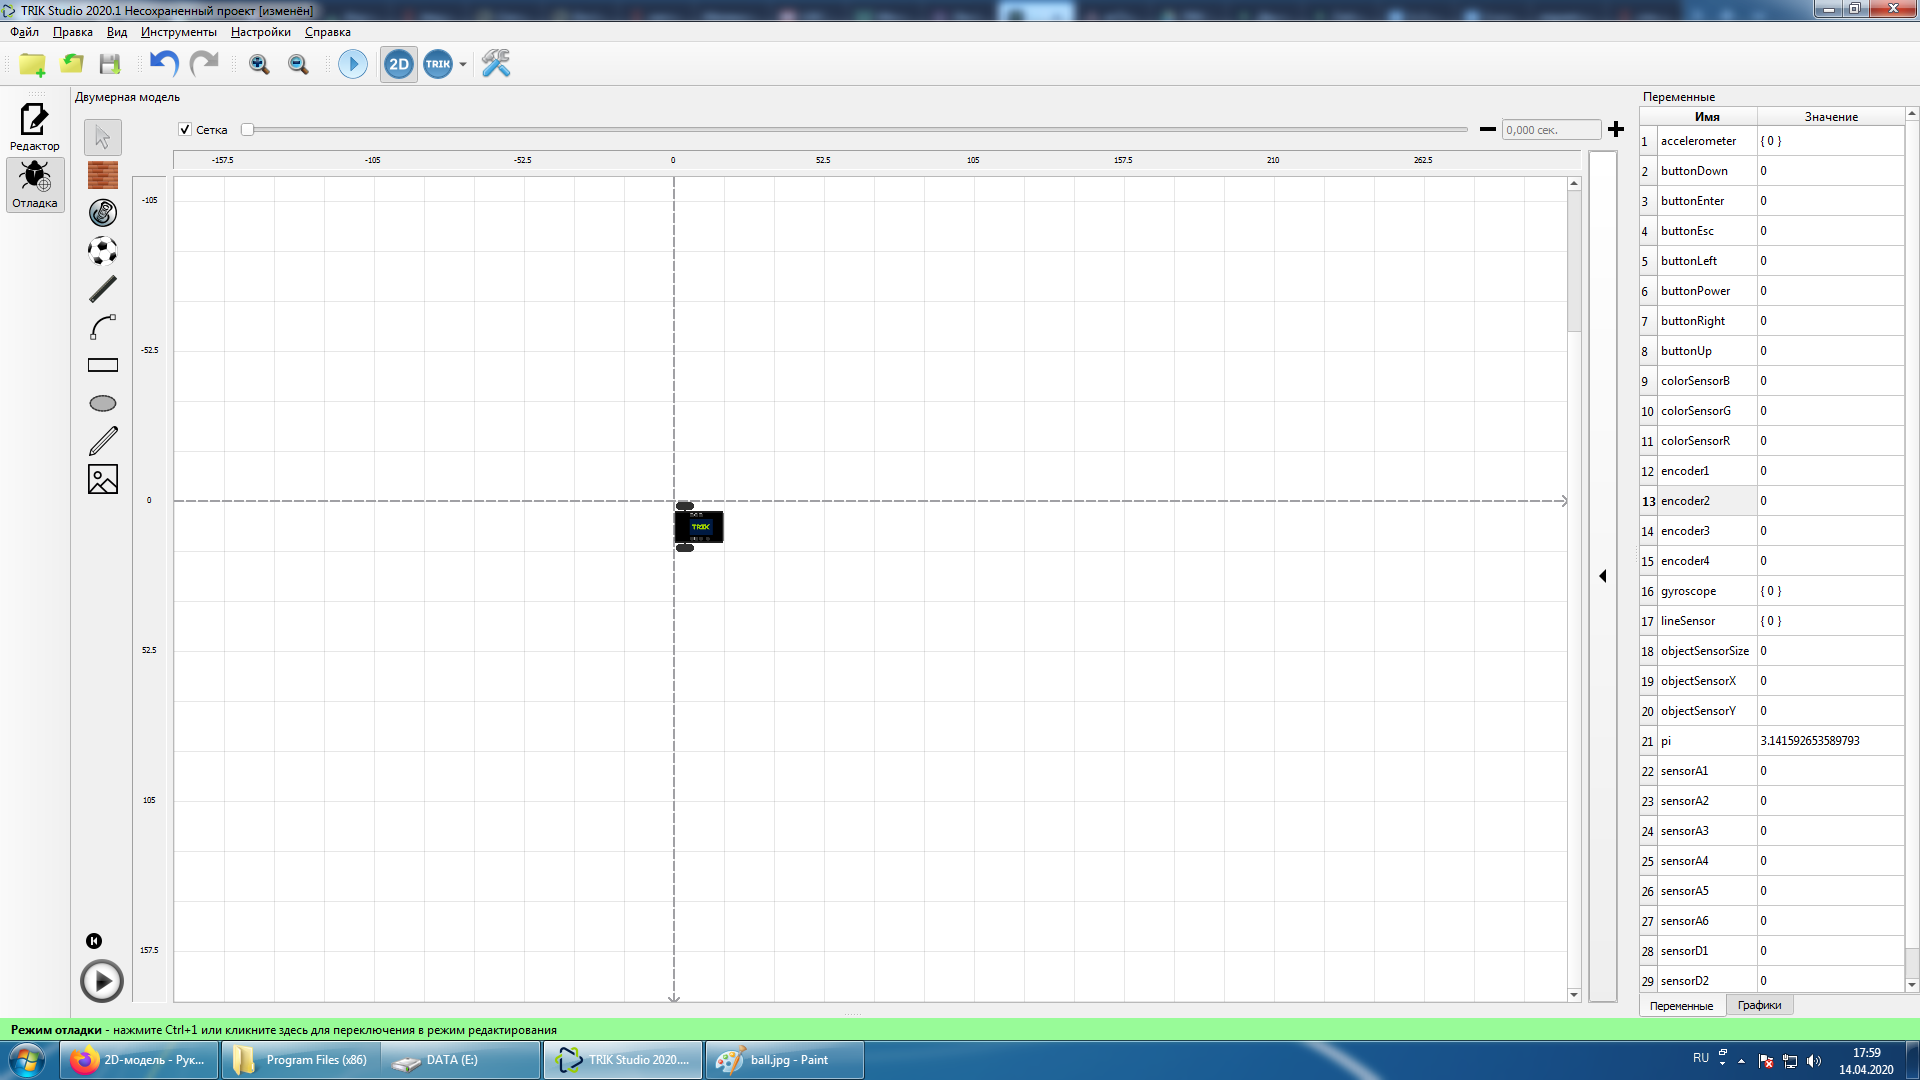 TRIK Studio 2020.1 Несохраненный проект [изменён]
Файл Правка Вид Инструменты Настройки Справка
2D TRIK
Двумерная модель
Переменные
Редактор
Отладка
Сетка
0,000 сек.
-157.5 -105 -52.5 0 52.5 105 157.5 210 262.5
-105
-52.5
0
52.5
105
157.5
TRIK
Имя Значение
1 accelerometer { 0 }
2 buttonDown 0
3 buttonEnter 0
4 buttonEsc 0
5 buttonLeft 0
6 buttonPower 0
7 buttonRight 0
8 buttonUp 0
9 colorSensorB 0
10 colorSensorG 0
11 colorSensorR 0
12 encoder1 0
13 encoder2 0
14 encoder3 0
15 encoder4 0
16 gyroscope { 0 }
17 lineSensor { 0 }
18 objectSensorSize 0
19 objectSensorX 0
20 objectSensorY 0
21 pi 3.141592653589793
22 sensorA1 0
23 sensorA2 0
24 sensorA3 0
25 sensorA4 0
26 sensorA5 0
27 sensorA6 0
28 sensorD1 0
29 sensorD2 0
Переменные Графики
Режим отладки - нажмите Ctrl+1 или кликните здесь для переключения в режим редактирования
2D-модель - Рук... Program Files (x86) DATA (E:) TRIK Studio 2020.... ball.jpg - Paint
RU
17:59
14.04.2020